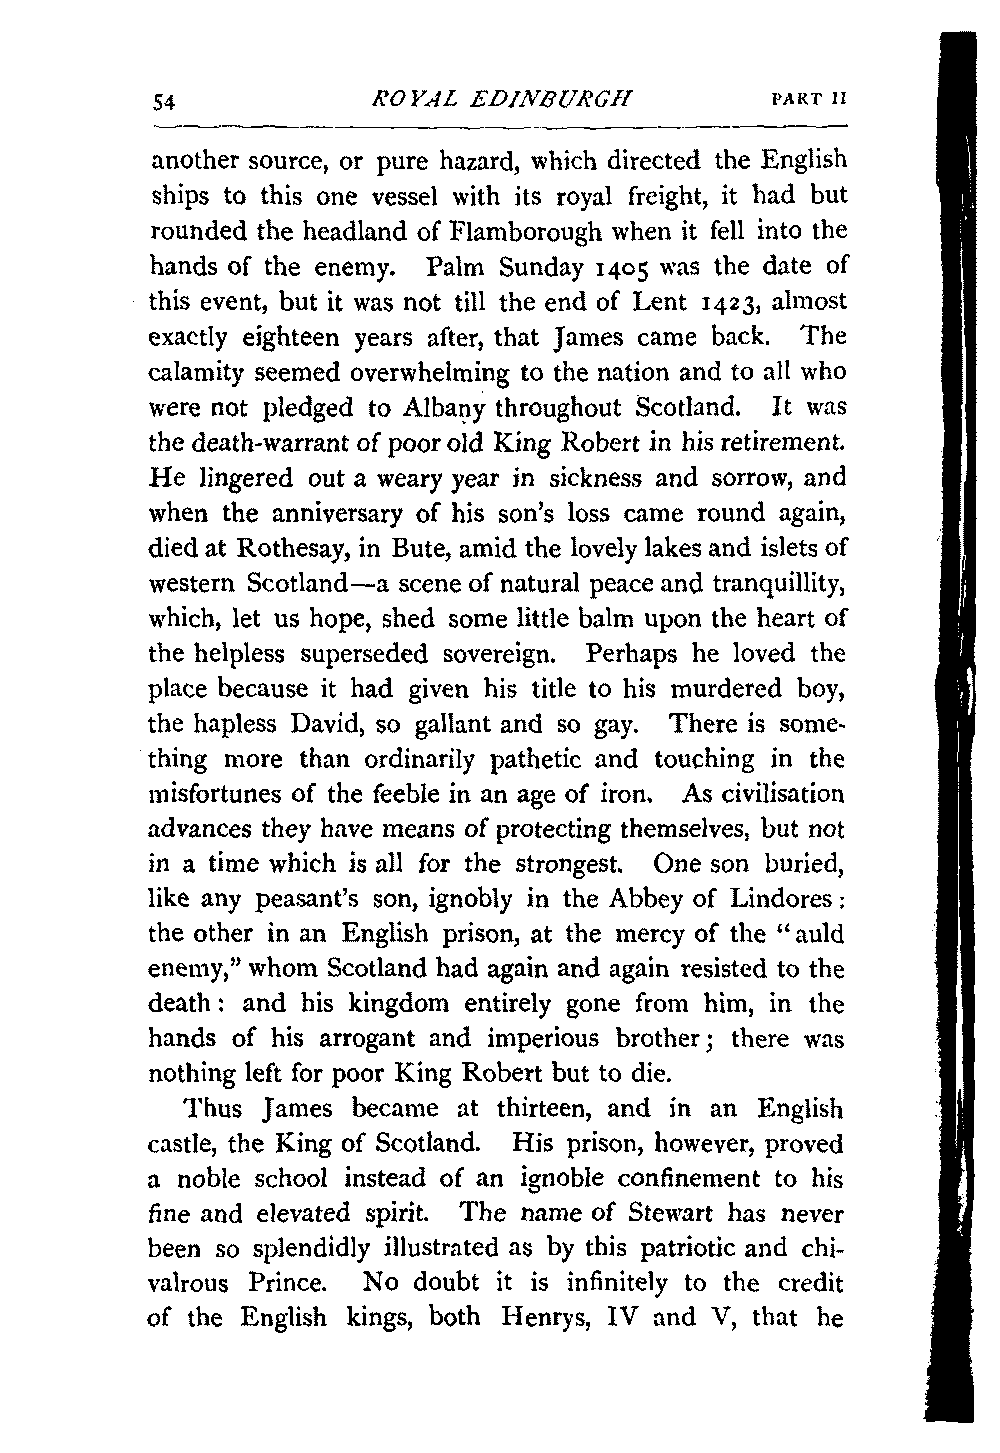 54 ROYAL EDINBURGH PART II
another source, or pure hazard, which directed the English
ships to this one vessel with its royal freight, it had but
rounded the headland of Flamborough when it fell into the
hands of the enemy. Palm Sunday 1405 was the date of
this event, but it was not till the end of Lent 1423, almost
exactly eighteen years after, that James came back. The
calamity seemed overwhelming to the nation and to all who
were not pledged to Albany throughout Scotland. It was
the death-warrant of poor old King Robert in his retirement.
He lingered out a weary year in sickness and sorrow, and
when the anniversary of his son's loss came round again,
died at Rothesay, in Bute, amid the lovely lakes and islets of
western Scotland—a scene of natural peace and tranquillity,
which, let us hope, shed some little balm upon the heart of
the helpless superseded sovereign. Perhaps he loved the
place because it had given his title to his murdered boy,
the hapless David, so gallant and so gay. There is some-
thing more than ordinarily pathetic and touching in the
misfortunes of the feeble in an age of iron. As civilisation
advances they have means of protecting themselves, but not
in a time which is all for the strongest. One son buried,
like any peasant's son, ignobly in the Abbey of Lindores:
the other in an English prison, at the mercy of the "auld
enemy," whom Scotland had again and again resisted to the
death: and his kingdom entirely gone from him, in the
hands of his arrogant and imperious brother; there was
nothing left for poor King Robert but to die.
Thus James became at thirteen, and in an English
castle, the King of Scotland. His prison, however, proved
a noble school instead of an ignoble confinement to his
fine and elevated spirit. The name of Stewart has never
been so splendidly illustrated as by this patriotic and chi-
valrous Prince. No doubt it is infinitely to the credit
of the English kings, both Henrys, IV and V, that he